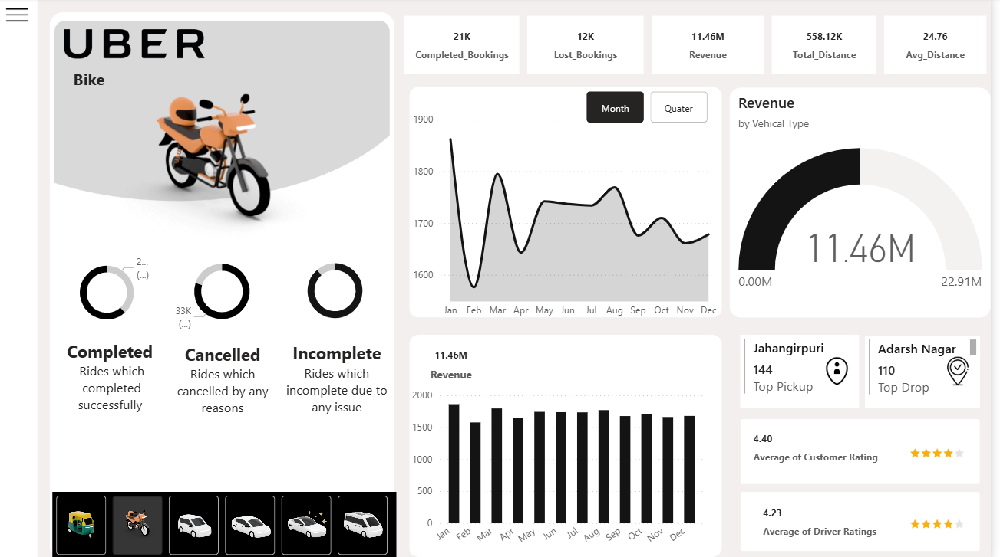 UBER
Bike
2...
(...)
33K
(...)
Completed
Rides which
completed
successfully
Cancelled
Rides which
cancelled by any
reasons
Incomplete
Rides which
incomplete due to
any issue
21K
Completed_Bookings
12K
Lost_Bookings
11.46M
Revenue
558.12K
Total_Distance
24.76
Avg_Distance
Month
Quater
1900
1800
1700
1600
Jan Feb Mar Apr May Jun Jul Aug Sep Oct Nov Dec
Revenue
by Vehical Type
11.46M
0.00M
22.91M
11.46M
Revenue
2000
1500
1000
500
0
Jan Feb Mar Apr May Jun Jul Aug Sep Oct Nov Dec
Jahangirpuri
144
Top Pickup
Adarsh Nagar
110
Top Drop
4.40
Average of Customer Rating
4.23
Average of Driver Ratings